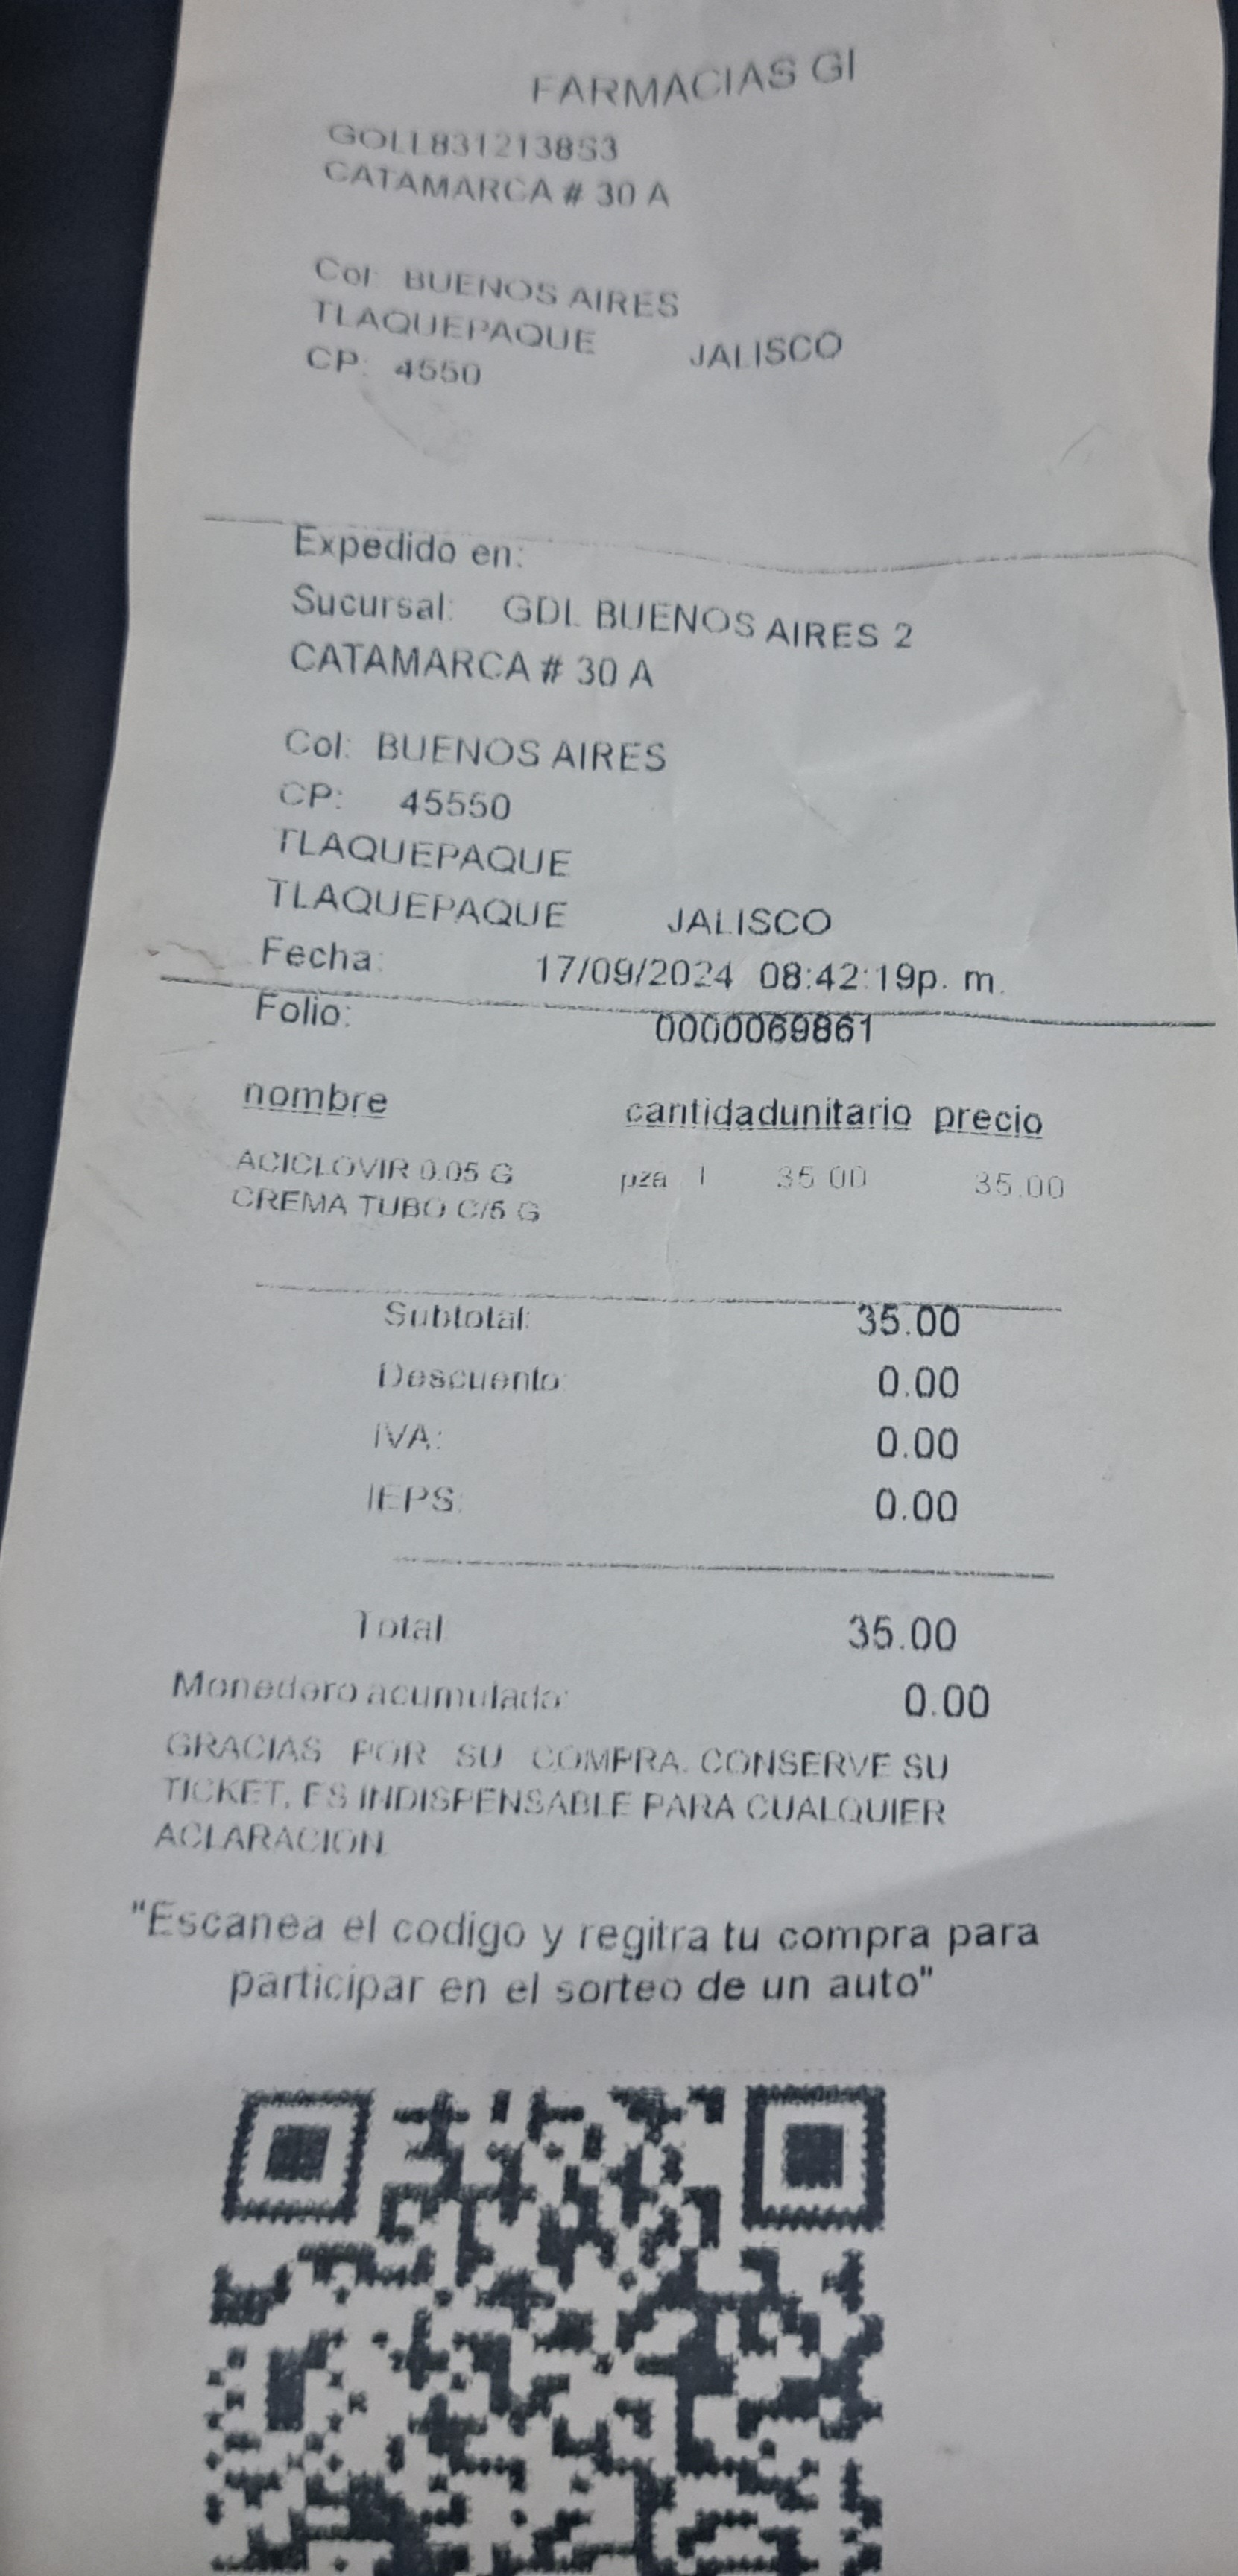 FARMACIAS GI
GOLL8312138S3
CATAMARCA # 30 A
Col: BUENOS AIRES
TLAQUEPAQUE JALISCO
CP: 4550
Expedido en:
Sucursal: GDL BUENOS AIRES 2
CATAMARCA # 30 A
Col: BUENOS AIRES
CP: 45550
TLAQUEPAQUE
TLAQUEPAQUE JALISCO
Fecha: 17/09/2024 08:42:19p. m.
Folio: 0000069861
nombre cantidadunitario precio
ACICLOVIR 0.05 G pza 1 35.00 35.00
CREMA TUBO C/5 G
Subtotal: 35.00
Descuento: 0.00
IVA: 0.00
IEPS: 0.00
Total 35.00
Monedero acumulado: 0.00
GRACIAS POR SU COMPRA. CONSERVE SU
TICKET, ES INDISPENSABLE PARA CUALQUIER
ACLARACION
"Escanea el codigo y regitra tu compra para
participar en el sorteo de un auto"